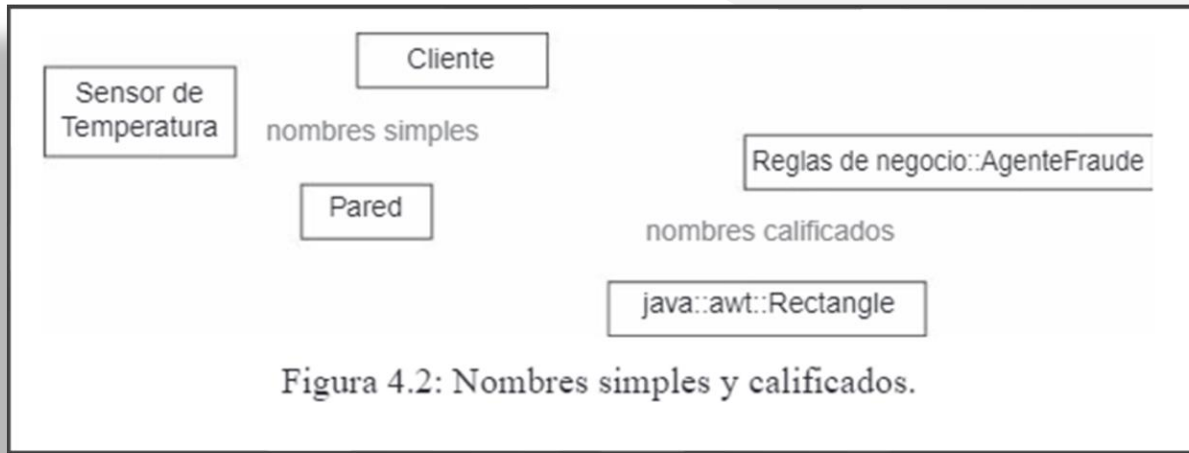 Cliente
Sensor de
Temperatura
nombres simples
Pared
Reglas de negocio::AgenteFraude
nombres calificados
java::awt::Rectangle
Figura 4.2: Nombres simples y calificados.